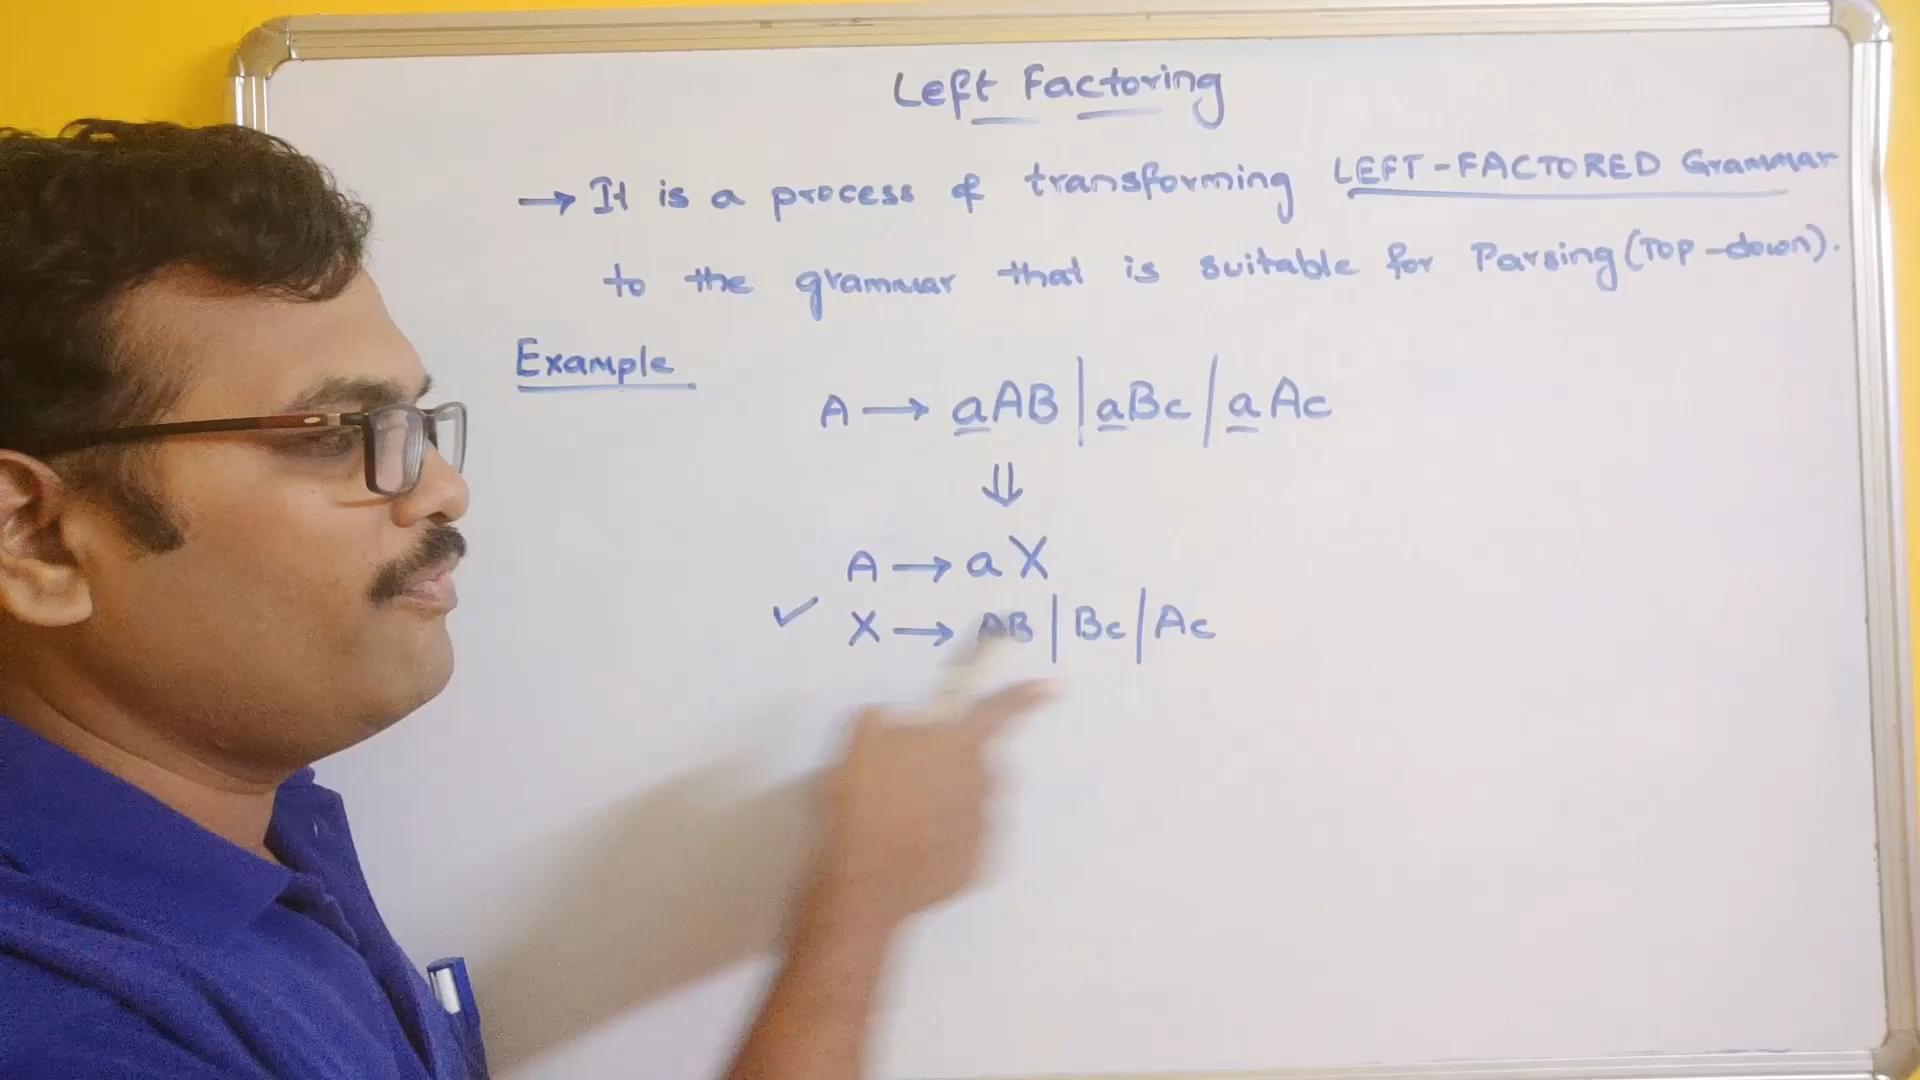 Left Factoring
→ It is a process of transforming LEFT-FACTORED Grammar
to the grammar that is suitable for Parsing (Top-down).
Example
A → aAB | aBc | aAc
⇓
A → aX
✓ X → AB | Bc | Ac